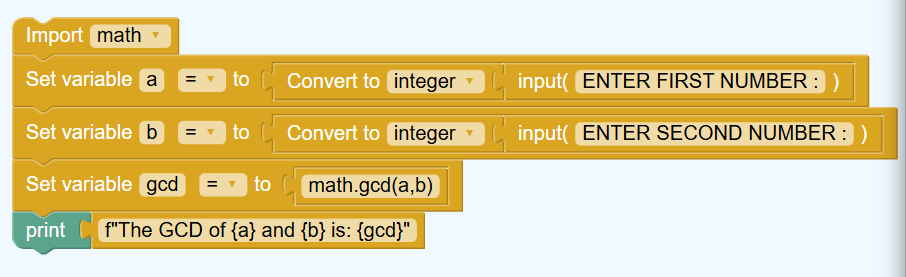 Import math
Set variable a = to Convert to integer input( ENTER FIRST NUMBER : )
Set variable b = to Convert to integer input( ENTER SECOND NUMBER : )
Set variable gcd = to math.gcd(a,b)
print f"The GCD of {a} and {b} is: {gcd}"